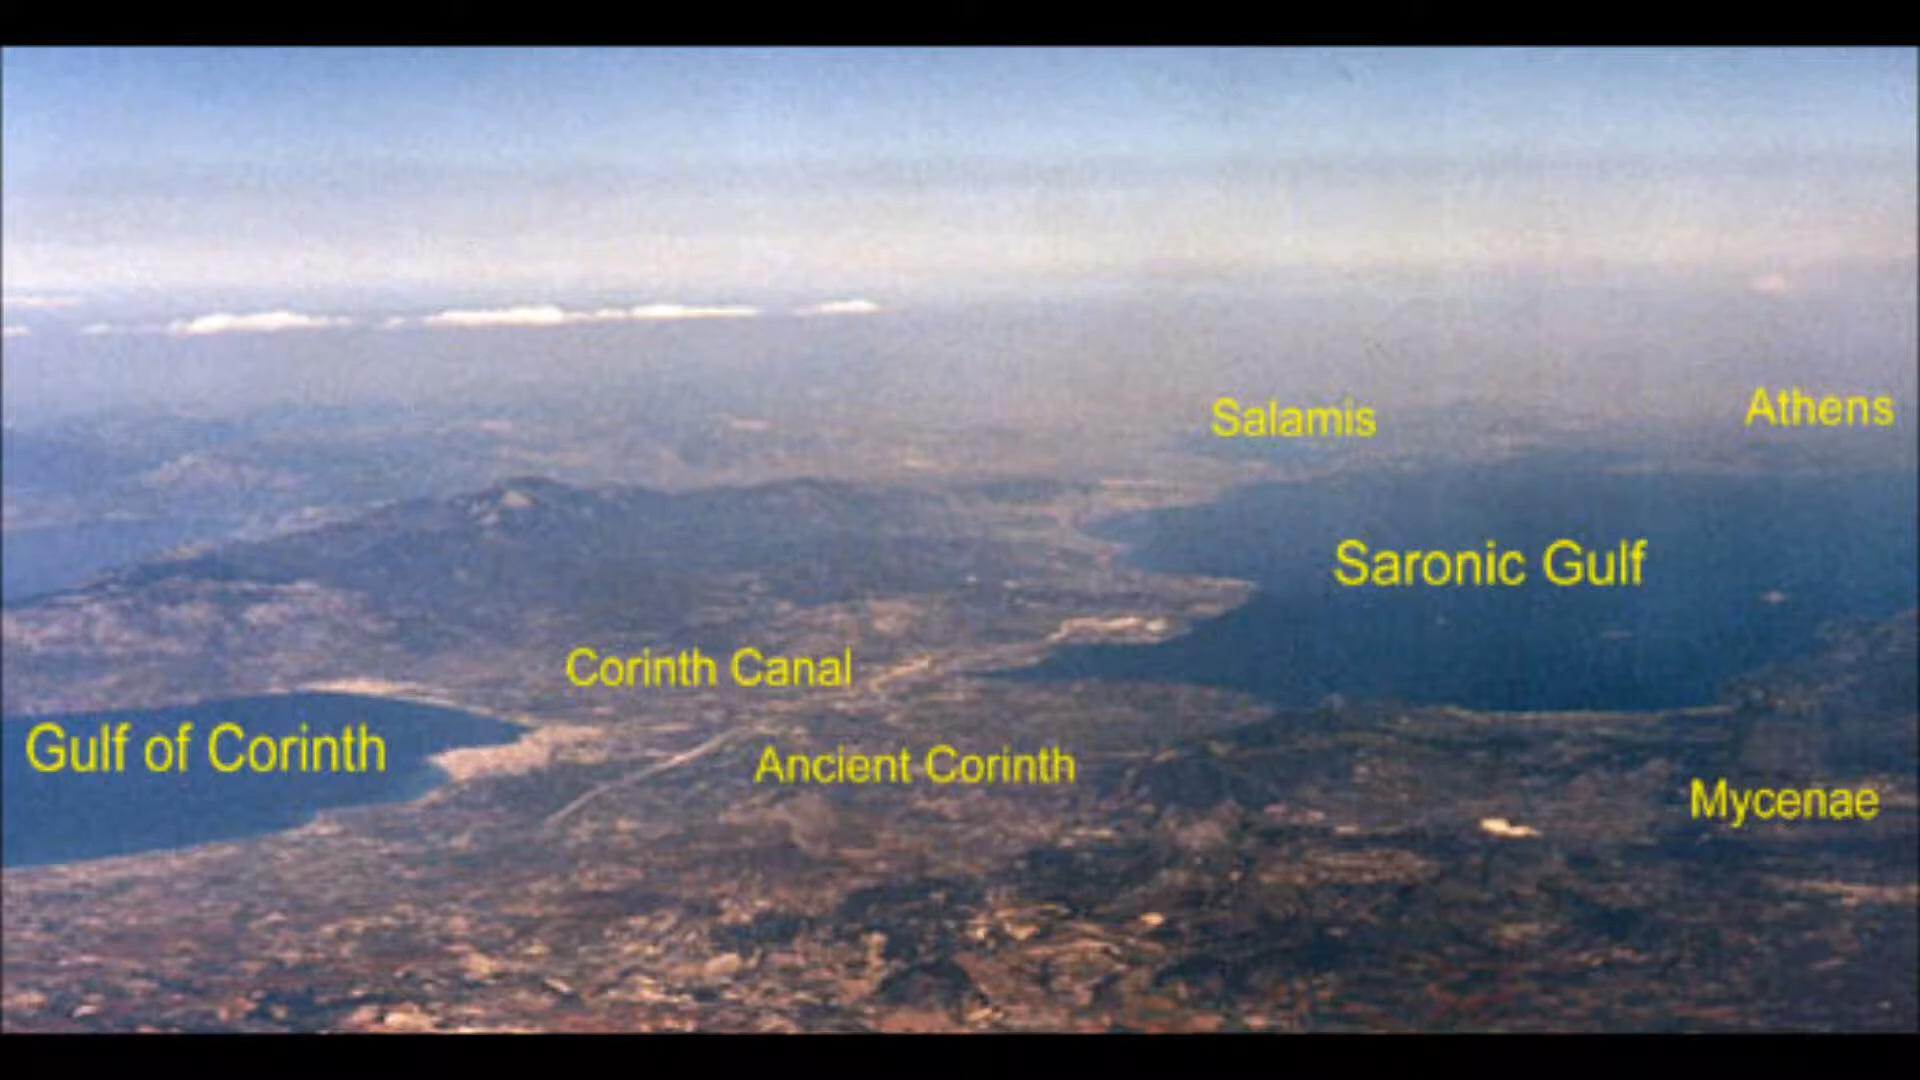 Salamis
Athens
Saronic Gulf
Corinth Canal
Gulf of Corinth
Ancient Corinth
Mycenae